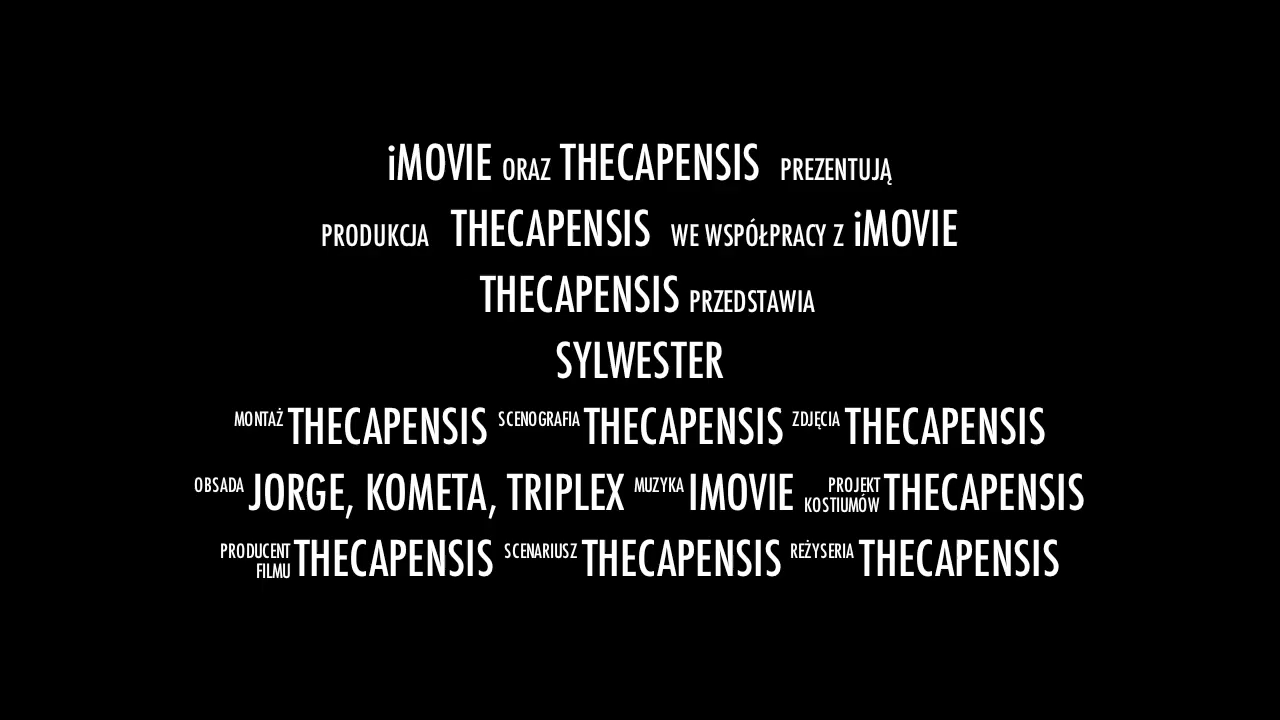 iMOVIE ORAZ THECAPENSIS PREZENTUJĄ
PRODUKCJA THECAPENSIS WE WSPÓŁPRACY Z iMOVIE
THECAPENSIS PRZEDSTAWIA
SYLWESTER
MONTAŻ THECAPENSIS SCENOGRAFIA THECAPENSIS ZDJĘCIA THECAPENSIS
OBSADA JORGE, KOMETA, TRIPLEX MUZYKA IMOVIE PROJEKT KOSTIUMÓW THECAPENSIS
PRODUCENT FILMU THECAPENSIS SCENARIUSZ THECAPENSIS REŻYSERIA THECAPENSIS